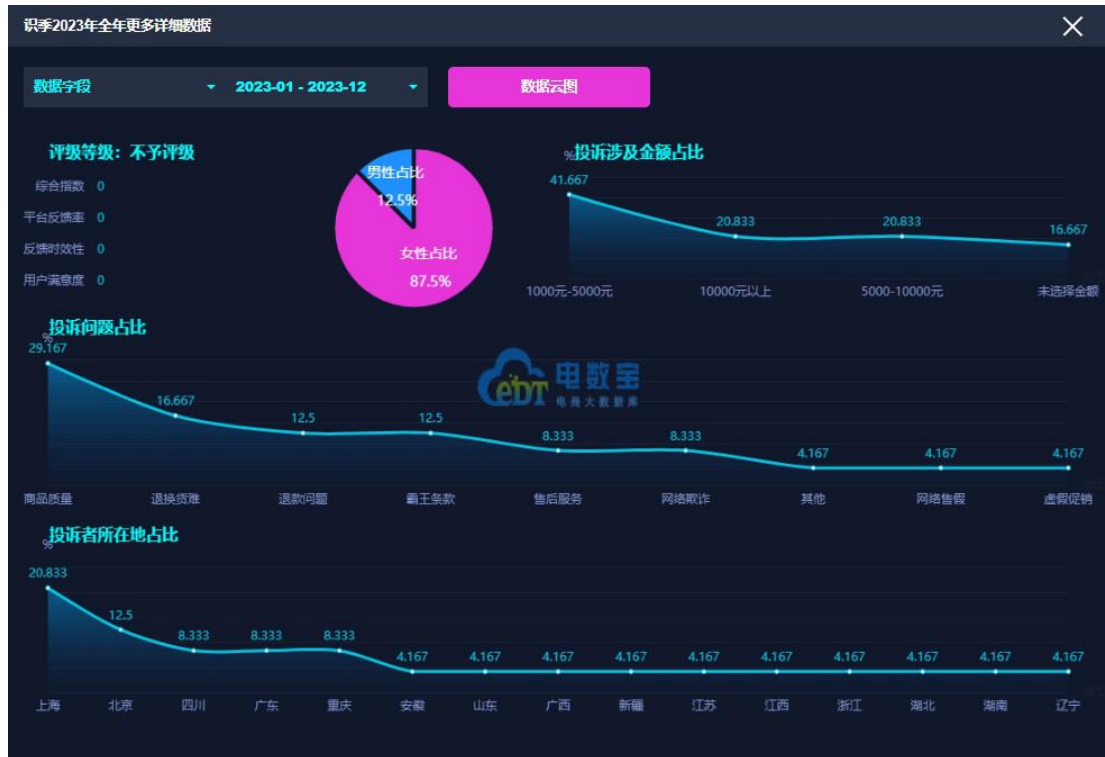 识季2023年全年更多详细数据
数据字段 2023-01 - 2023-12 数据云图
评级等级：不予评级
综合指数 0
平台反馈率 0
反馈时效性 0
用户满意度 0
男性占比
12.5%
女性占比
87.5%
%
投诉涉及金额占比
41.667 20.833 20.833 16.667
1000元-5000元 10000元以上 5000-10000元 未选择金额
投诉问题占比
%
29.167 16.667 12.5 12.5 8.333 8.333 4.167 4.167 4.167
商品质量 退换货难 退款问题 霸王条款 售后服务 网络欺诈 其他 网络售假 虚假促销
eDT 电数宝
电商大数据库
投诉者所在地占比
%
20.833 12.5 8.333 8.333 8.333 4.167 4.167 4.167 4.167 4.167 4.167 4.167 4.167 4.167 4.167
上海 北京 四川 广东 重庆 安徽 山东 广西 新疆 江苏 江西 浙江 湖北 湖南 辽宁